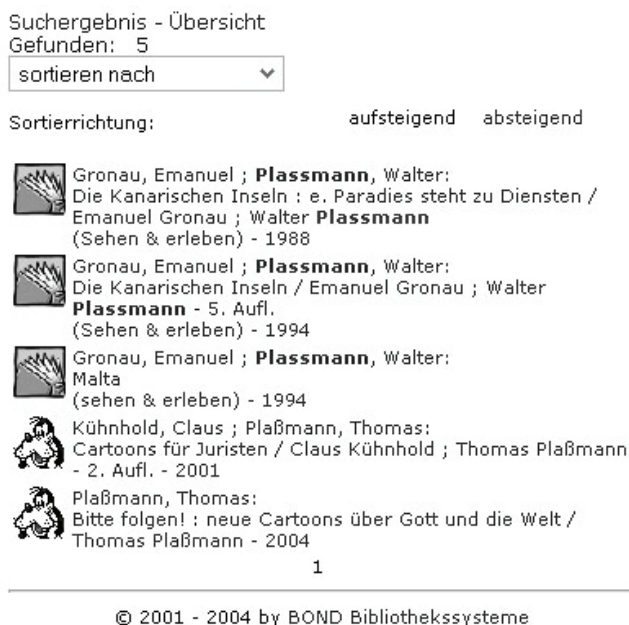 Suchergebnis - Übersicht
Gefunden: 5
sortieren nach
Sortierrichtung: aufsteigend absteigend
Gronau, Emanuel ; Plassmann, Walter:
Die Kanarischen Inseln : e. Paradies steht zu Diensten /
Emanuel Gronau ; Walter Plassmann
(Sehen & erleben) - 1988
Gronau, Emanuel ; Plassmann, Walter:
Die Kanarischen Inseln / Emanuel Gronau ; Walter
Plassmann - 5. Aufl.
(Sehen & erleben) - 1994
Gronau, Emanuel ; Plassmann, Walter:
Malta
(sehen & erleben) - 1994
Kühnhold, Claus ; Plaßmann, Thomas:
Cartoons für Juristen / Claus Kühnhold ; Thomas Plaßmann
- 2. Aufl. - 2001
Plaßmann, Thomas:
Bitte folgen! : neue Cartoons über Gott und die Welt /
Thomas Plaßmann - 2004
1
© 2001 - 2004 by BOND Bibliothekssysteme